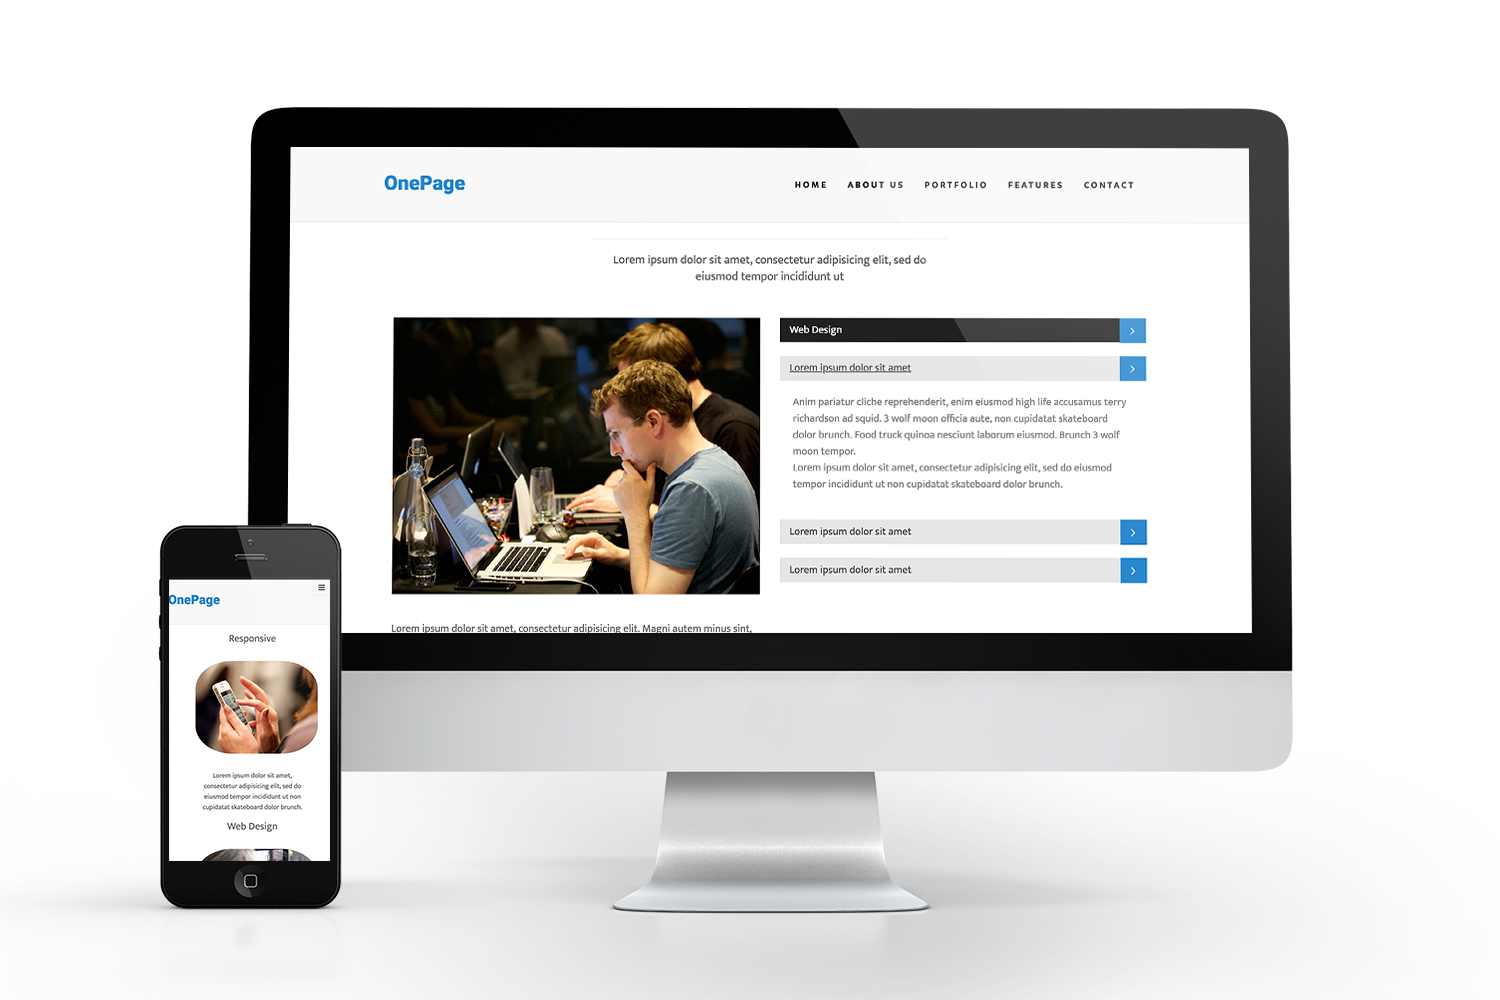 OnePage
HOME ABOUT US PORTFOLIO FEATURES CONTACT
Lorem ipsum dolor sit amet, consectetur adipisicing elit, sed do
eiusmod tempor incididunt ut
Web Design
Lorem ipsum dolor sit amet
Anim pariatur cliche reprehenderit, enim eiusmod high life accusamus terry
richardson ad squid. 3 wolf moon officia aute, non cupidatat skateboard
dolor brunch. Food truck quinoa nesciunt laborum eiusmod. Brunch 3 wolf
moon tempor.
Lorem ipsum dolor sit amet, consectetur adipisicing elit, sed do eiusmod
tempor incididunt ut non cupidatat skateboard dolor brunch.
Lorem ipsum dolor sit amet
Lorem ipsum dolor sit amet
Lorem ipsum dolor sit amet, consectetur adipisicing elit. Magni autem minus sint,
OnePage
Responsive
Lorem ipsum dolor sit amet,
consectetur adipisicing elit, sed do
eiusmod tempor incididunt ut non
cupidatat skateboard dolor brunch.
Web Design